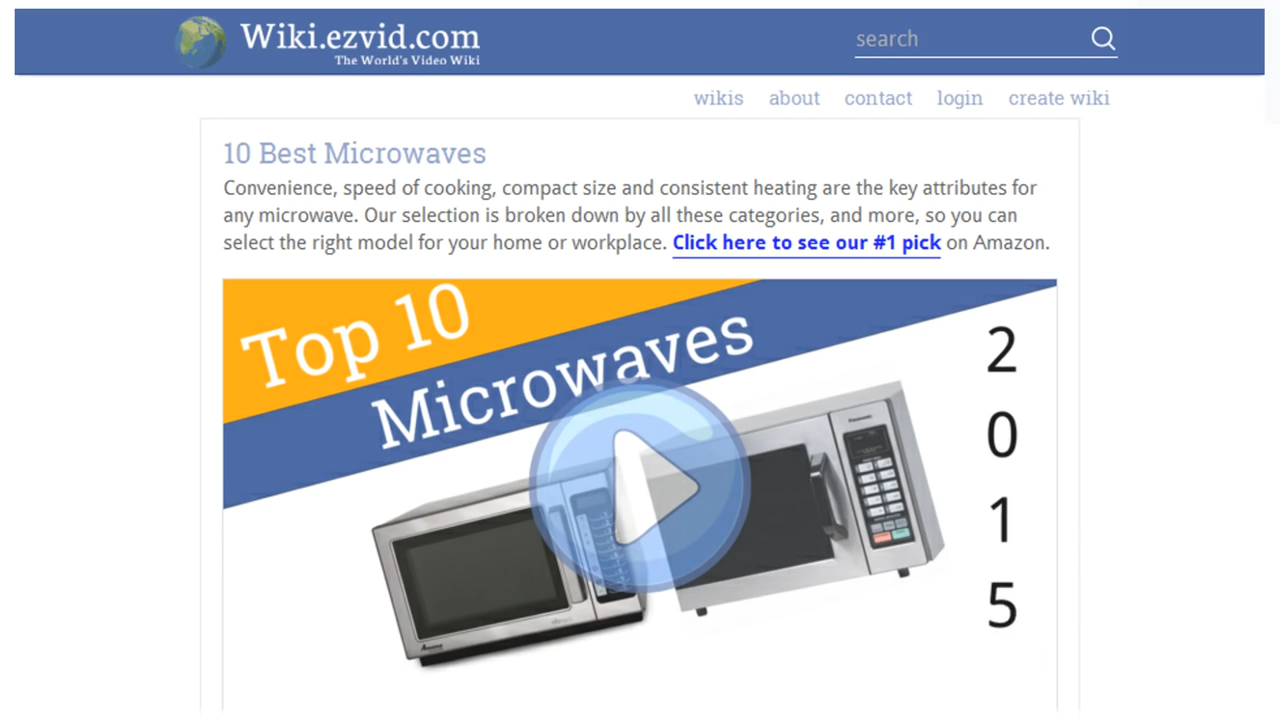 Wiki.ezvid.com
The World's Video Wiki
search
wikis about contact login create wiki
10 Best Microwaves
Convenience, speed of cooking, compact size and consistent heating are the key attributes for
any microwave. Our selection is broken down by all these categories, and more, so you can
select the right model for your home or workplace. Click here to see our #1 pick on Amazon.
Top 10
Microwaves
2
0
1
5
Panasonic